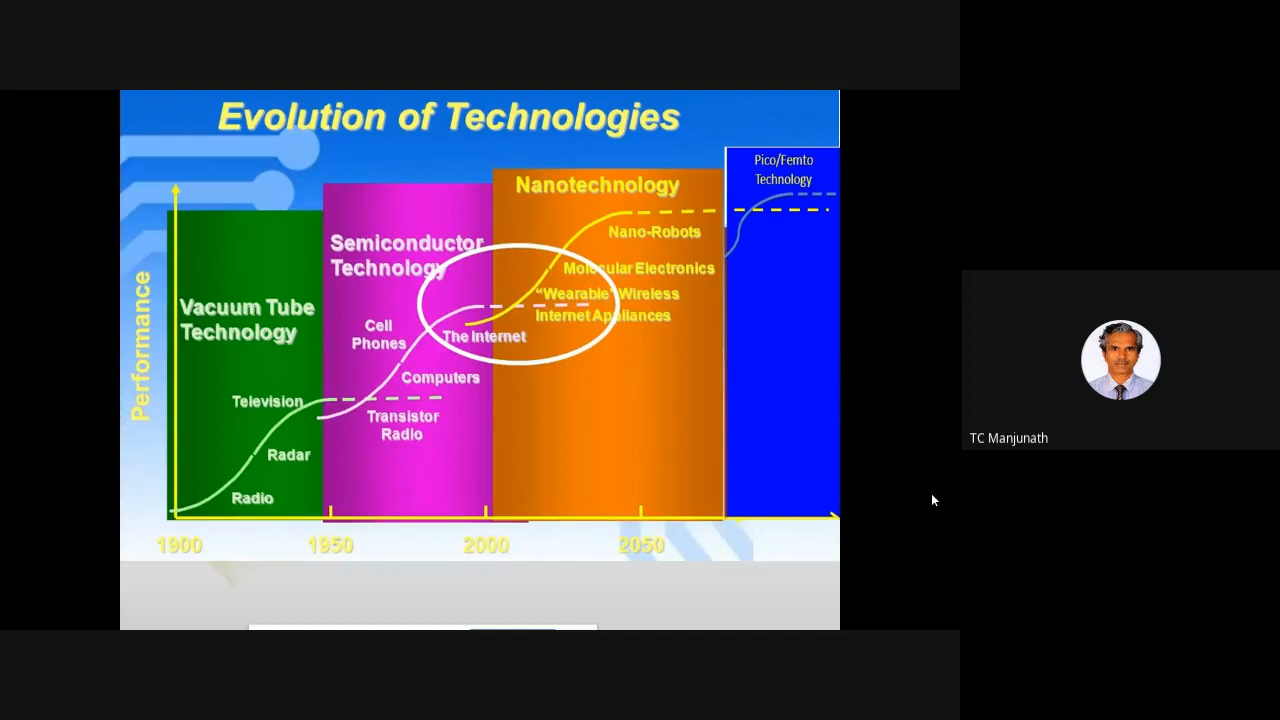 Evolution of Technologies
Pico/Femto
Technology
Nanotechnology
Nano-Robots
Semiconductor
Technology
Molecular Electronics
"Wearable" Wireless
Internet Appliances
Vacuum Tube
Technology
Cell
Phones
The Internet
Computers
Television
Transistor
Radio
Radar
Radio
Performance
1900
1950
2000
2050
TC Manjunath